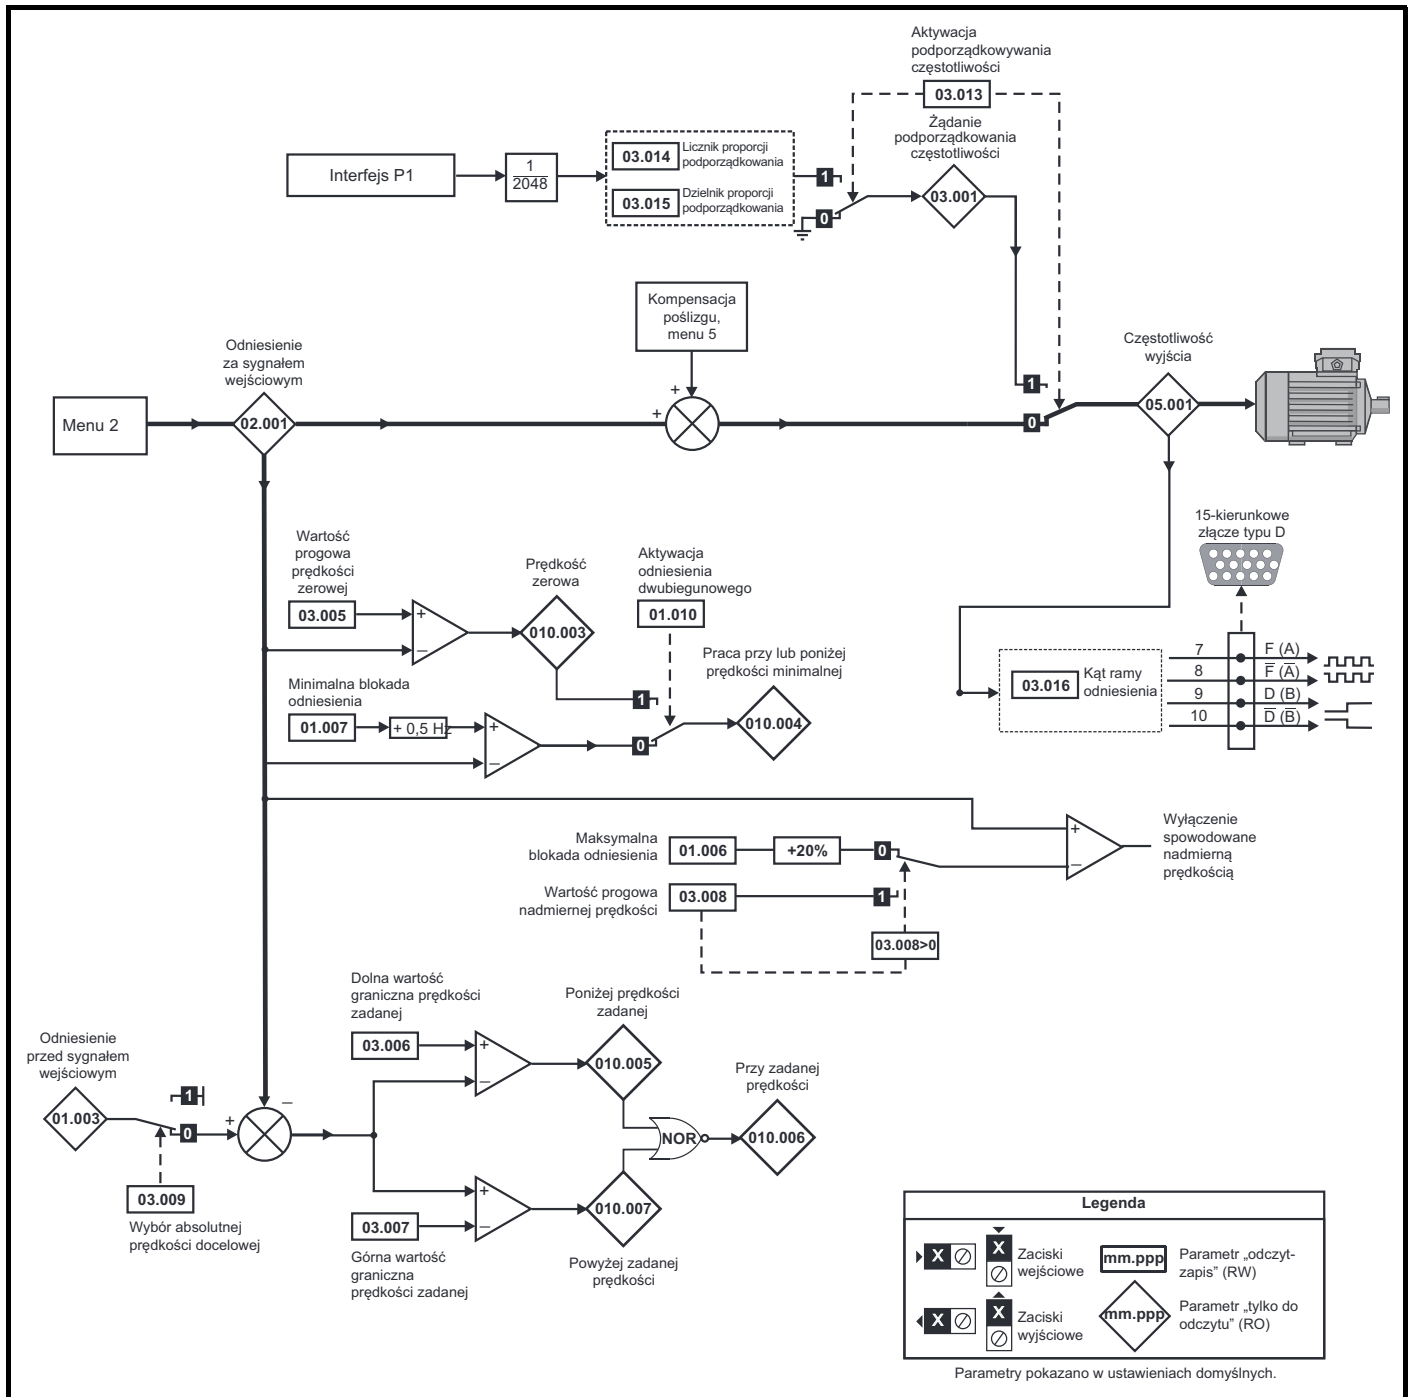 Aktywacja
podporządkowywania
częstotliwości
03.013
Żądanie
podporządkowania
częstotliwości
03.001
Interfejs P1
1
2048
03.014
Licznik proporcji
podporządkowania
03.015
Dzielnik proporcji
podporządkowania
1
0
Kompensacja
poślizgu,
menu 5
Odniesienie
za sygnałem
wejściowym
Menu 2
02.001
+
+
1
0
Częstotliwość
wyjścia
05.001
15-kierunkowe
złącze typu D
Wartość
progowa
prędkości
zerowej
03.005
+
–
Prędkość
zerowa
010.003
Aktywacja
odniesienia
dwubiegunowego
01.010
Praca przy lub poniżej
prędkości minimalnej
010.004
Minimalna blokada
odniesienia
01.007
+ 0,5 Hz
+
–
1
0
03.016
Kąt ramy
odniesienia
7 F (A)
8 F̅ (A̅)
9 D (B)
10 D̅ (B̅)
Maksymalna
blokada odniesienia
01.006
+20%
0
Wartość progowa
nadmiernej prędkości
03.008
1
03.008>0
+
–
Wyłączenie
spowodowane
nadmierną
prędkością
Dolna wartość
graniczna prędkości
zadanej
03.006
+
–
Poniżej prędkości
zadanej
010.005
Odniesienie
przed sygnałem
wejściowym
01.003
1
0
+
–
03.009
Wybór absolutnej
prędkości docelowej
NOR
Przy zadanej
prędkości
010.006
03.007
+
–
Górna wartość
graniczna
prędkości zadanej
010.007
Powyżej zadanej
prędkości
Legenda
X
X
Zaciski
wejściowe
mm.ppp
Parametr „odczyt-
zapis” (RW)
X
X
Zaciski
wyjściowe
mm.ppp
Parametr „tylko do
odczytu” (RO)
Parametry pokazano w ustawieniach domyślnych.